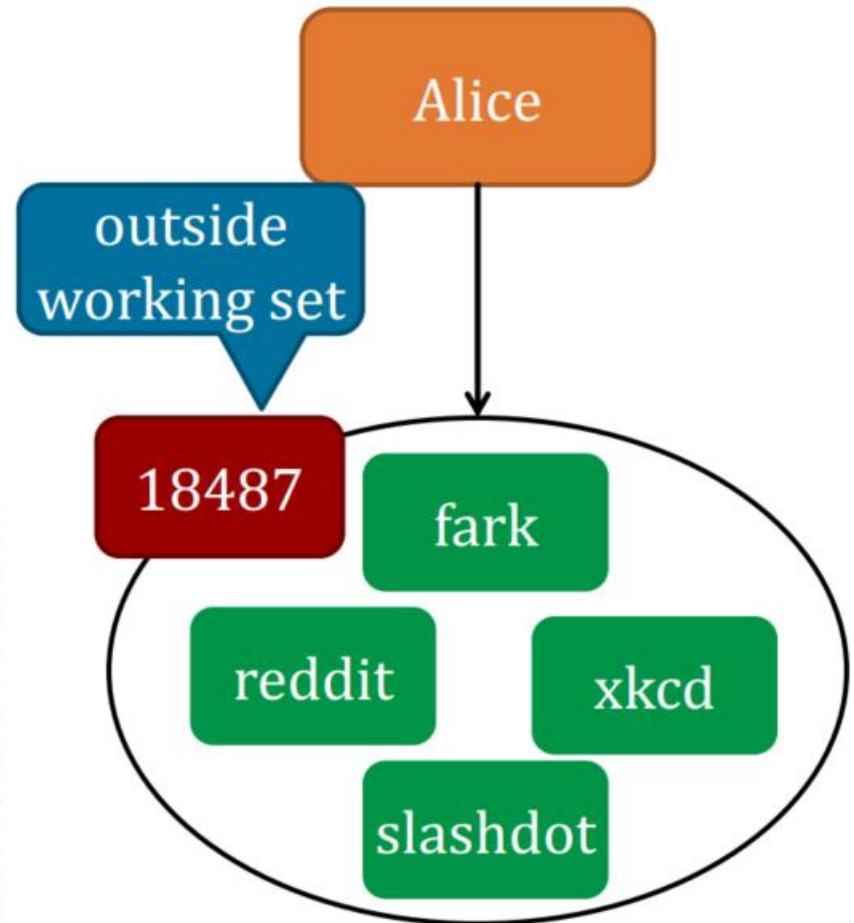 Alice
outside
working set
18487
fark
reddit
xkcd
slashdot